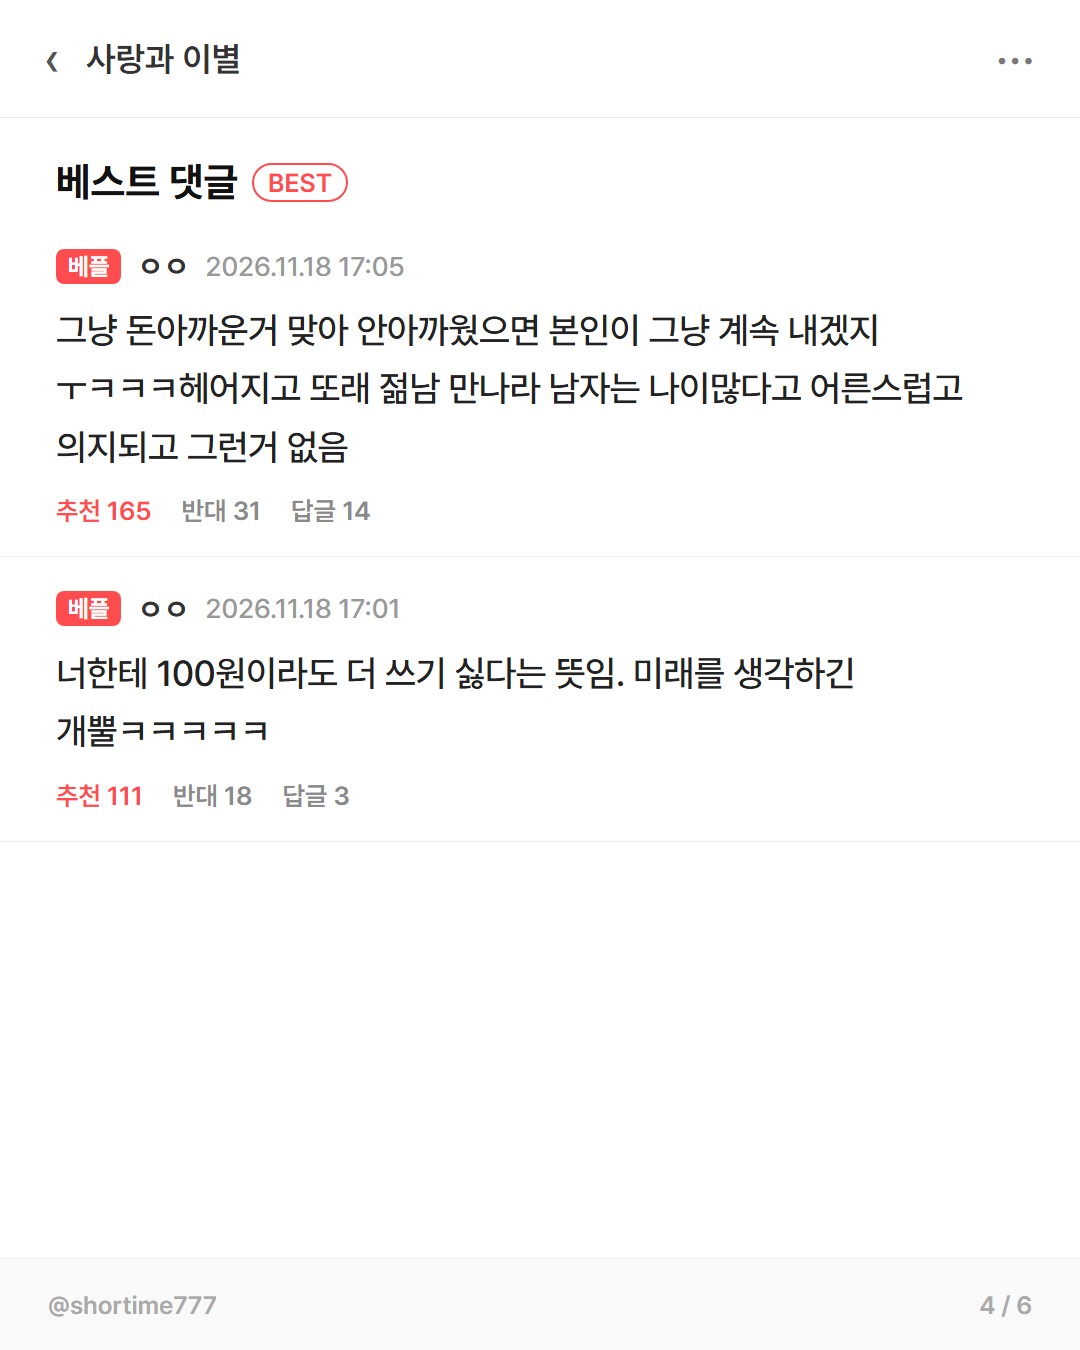 사랑과 이별
베스트 댓글 BEST
베플 ㅇㅇ 2026.11.18 17:05
그냥 돈아까운거 맞아 안아까웠으면 본인이 그냥 계속 내겠지
ㅜㅋㅋㅋ헤어지고 또래 젊남 만나라 남자는 나이많다고 어른스럽고
의지되고 그런거 없음
추천 165 반대 31 답글 14
베플 ㅇㅇ 2026.11.18 17:01
너한테 100원이라도 더 쓰기 싫다는 뜻임. 미래를 생각하긴
개뿔ㅋㅋㅋㅋㅋ
추천 111 반대 18 답글 3
@shortime777 4 / 6